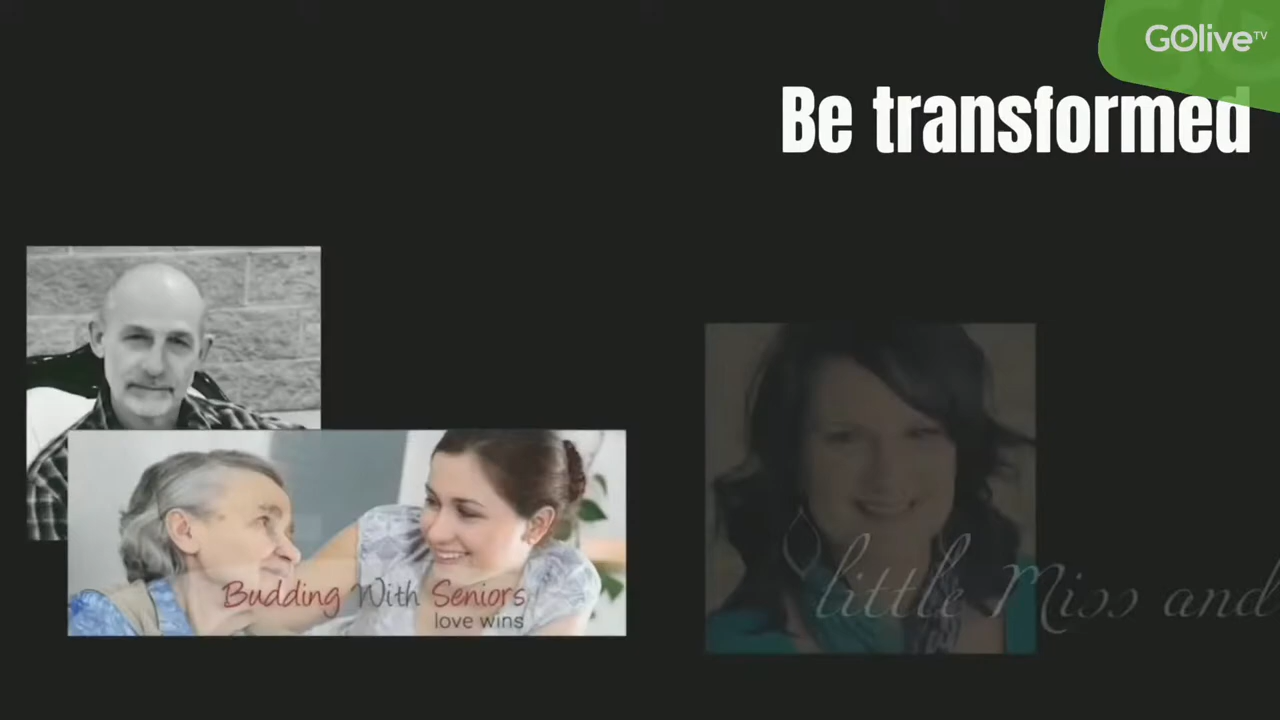 GOlive TV
Be transformed
Budding With Seniors
love wins
little Miss and